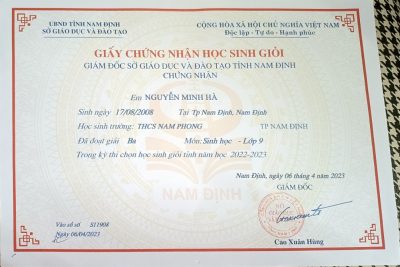 UBND TỈNH NAM ĐỊNH
SỞ GIÁO DỤC VÀ ĐÀO TẠO
CỘNG HÒA XÃ HỘI CHỦ NGHĨA VIỆT NAM
Độc lập - Tự do - Hạnh phúc
GIẤY CHỨNG NHẬN HỌC SINH GIỎI
GIÁM ĐỐC SỞ GIÁO DỤC VÀ ĐÀO TẠO TỈNH NAM ĐỊNH
CHỨNG NHẬN
Em NGUYỄN MINH HÀ
Sinh ngày 17/08/2008 Tại Tp Nam Định, Nam Định
Học sinh trường: THCS NAM PHONG TP NAM ĐỊNH
Đã đoạt giải Ba Môn: Sinh học - Lớp 9
Trong kỳ thi chọn học sinh giỏi tỉnh năm học 2022-2023
Nam Định, ngày 06 tháng 4 năm 2023
GIÁM ĐỐC
NAM ĐỊNH
Vào sổ số S11908
Ngày 06/04/2023
Cao Xuân Hùng